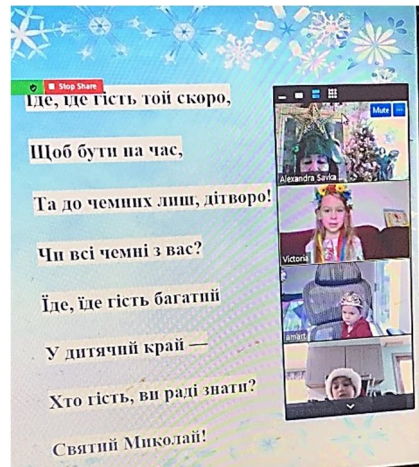 Stop Share
Їде, їде гість той скоро,
Щоб бути на час,
Та до чемних лиш, дітворо!
Чи всі чемні з вас?
Їде, їде гість багатий
У дитячий край —
Хто гість, ви раді знати?
Святий Миколай!
Mute
Alexandra Savka
Victoria
amart